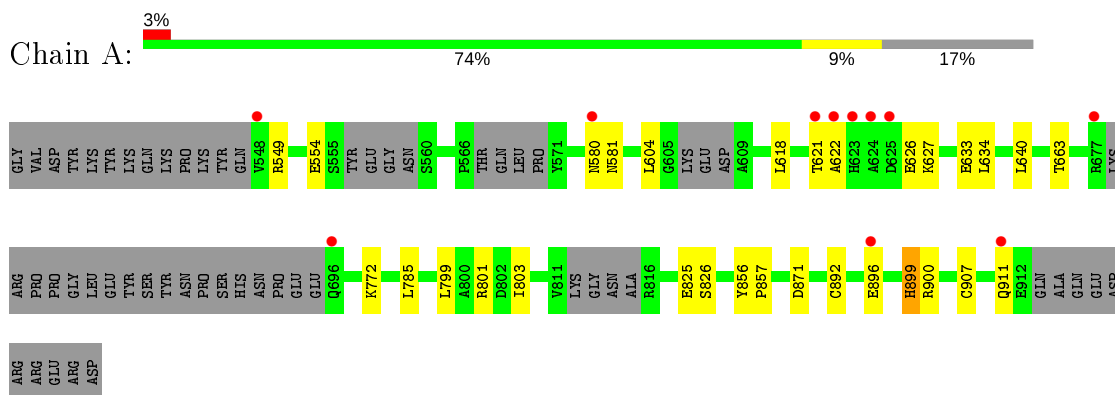 3%
Chain A:
74% 9% 17%
GLY VAL ASP TYR LYS TYR LYS GLN LYS PRO LYS TYR GLN V548 R549 E554 S555 TYR GLU GLY ASN S560 P566 THR GLN LEU PRO Y571 N580 N581 L604 G605 LYS GLU ASP A609 L618 T621 A622 H623 A624 D625 E626 K627 E633 L634 L640 T663 R677 LYS
ARG PRO PRO GLY LEU GLU TYR SER TYR ASN PRO SER HIS ASN PRO GLU GLU Q696 K772 L785 L799 A800 R801 D802 I803 V811 LYS GLY ASN ALA R816 E825 S826 Y856 P857 D871 C892 E896 H899 R900 C907 Q911 E912 GLN ALA GLN GLU ASP
ARG ARG GLU ARG ASP